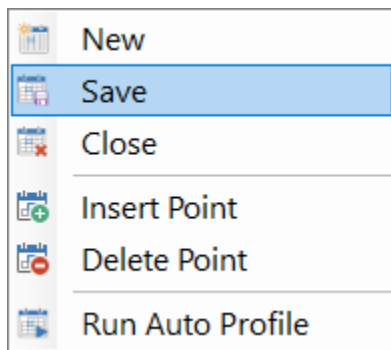 New
Save
Close
Insert Point
Delete Point
Run Auto Profile